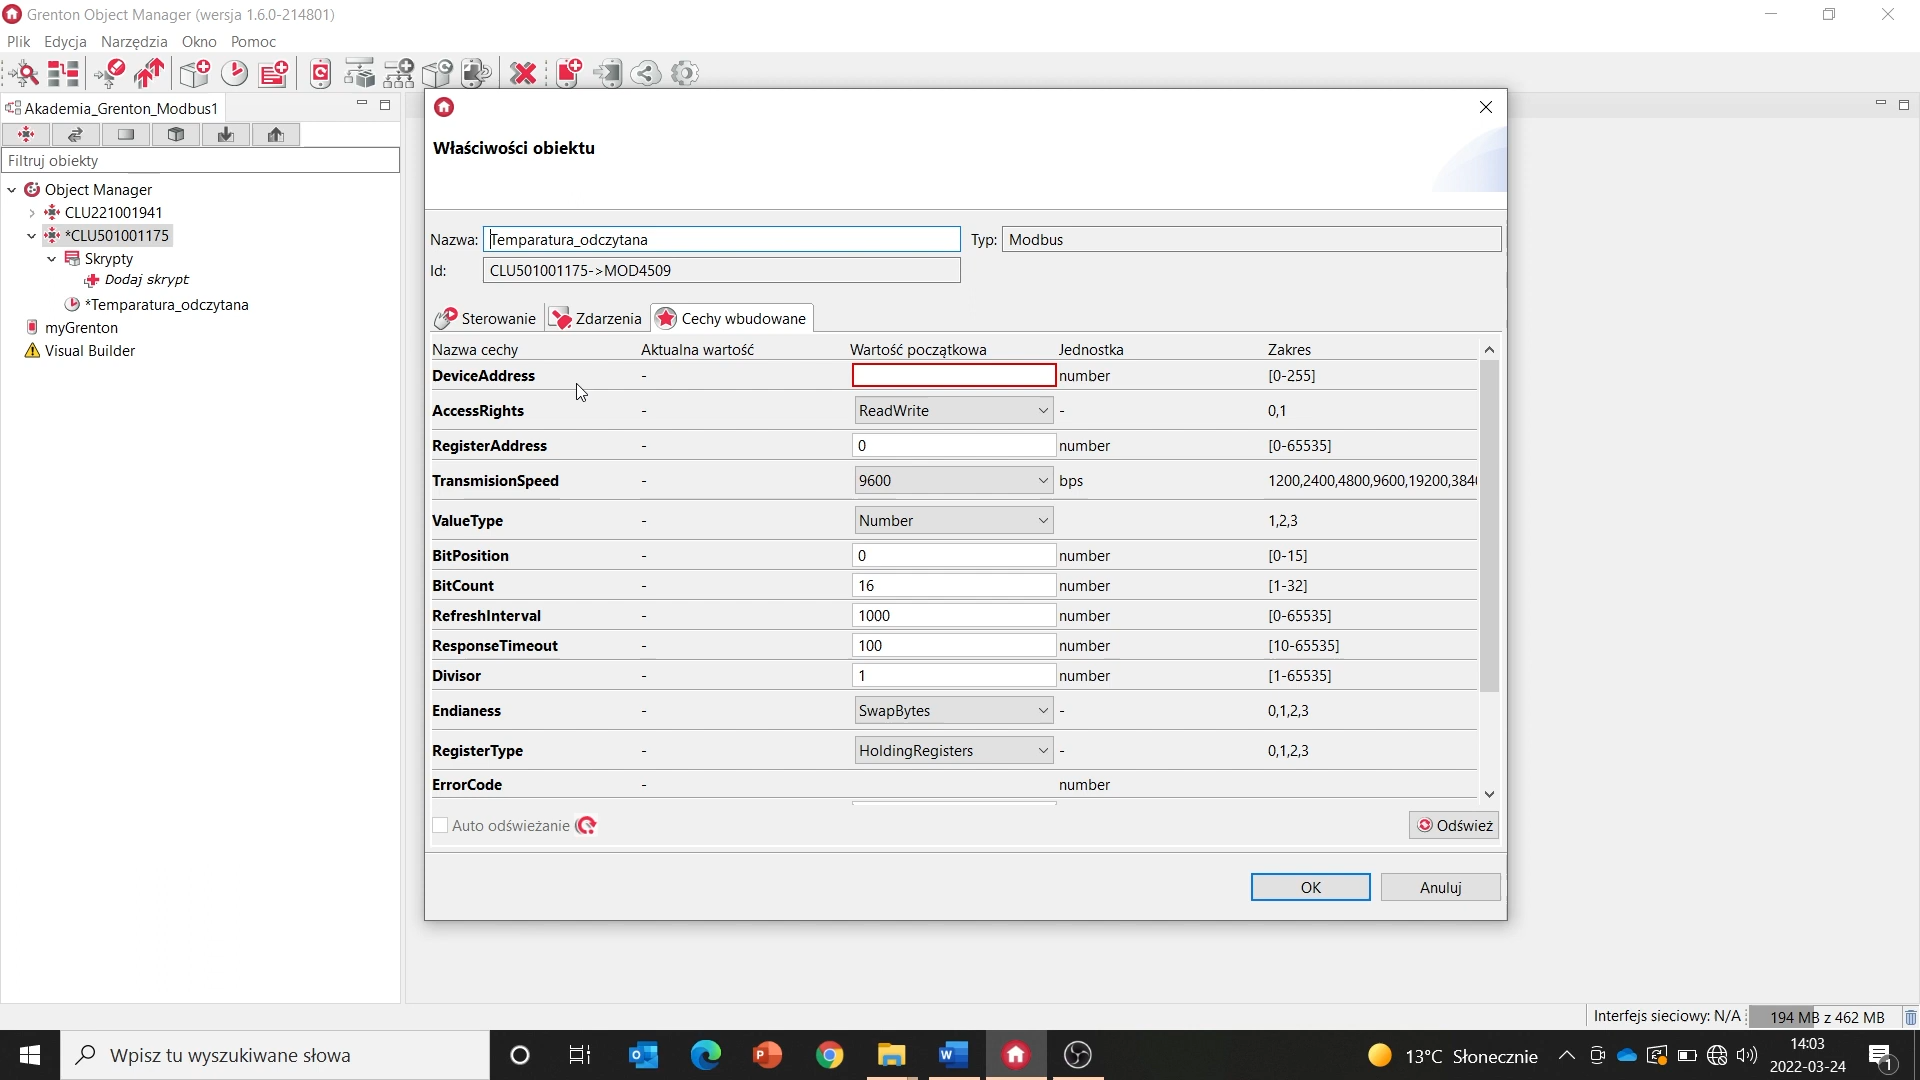 Grenton Object Manager (wersja 1.6.0-214801)
Plik Edycja Narzędzia Okno Pomoc
Akademia_Grenton_Modbus1
Filtruj obiekty
Object Manager
CLU221001941
*CLU501001175
Skrypty
Dodaj skrypt
*Temparatura_odczytana
myGrenton
Visual Builder
Właściwości obiektu
Nazwa: Temparatura_odczytana Typ: Modbus
Id: CLU501001175->MOD4509
Sterowanie Zdarzenia Cechy wbudowane
Nazwa cechy Aktualna wartość Wartość początkowa Jednostka Zakres
DeviceAddress - number [0-255]
AccessRights - ReadWrite - 0,1
RegisterAddress - 0 number [0-65535]
TransmisionSpeed - 9600 bps 1200,2400,4800,9600,19200,384
ValueType - Number 1,2,3
BitPosition - 0 number [0-15]
BitCount - 16 number [1-32]
RefreshInterval - 1000 number [0-65535]
ResponseTimeout - 100 number [10-65535]
Divisor - 1 number [1-65535]
Endianess - SwapBytes - 0,1,2,3
RegisterType - HoldingRegisters - 0,1,2,3
ErrorCode - number
Auto odświeżanie Odśwież
OK Anuluj
Interfejs sieciowy: N/A 194 MB z 462 MB
Wpisz tu wyszukiwane słowa
13°C Słonecznie
14:03
2022-03-24
1